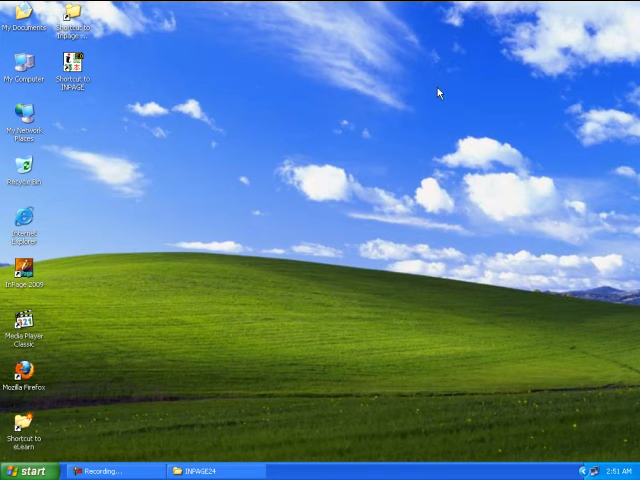 My Documents
Shortcut to
Inpage ...
My Computer
Shortcut to
INPAGE
My Network
Places
Recycle Bin
Internet
Explorer
InPage 2009
Media Player
Classic
Mozilla Firefox
Shortcut to
eLearn
start
Recording...
INPAGE24
2:51 AM